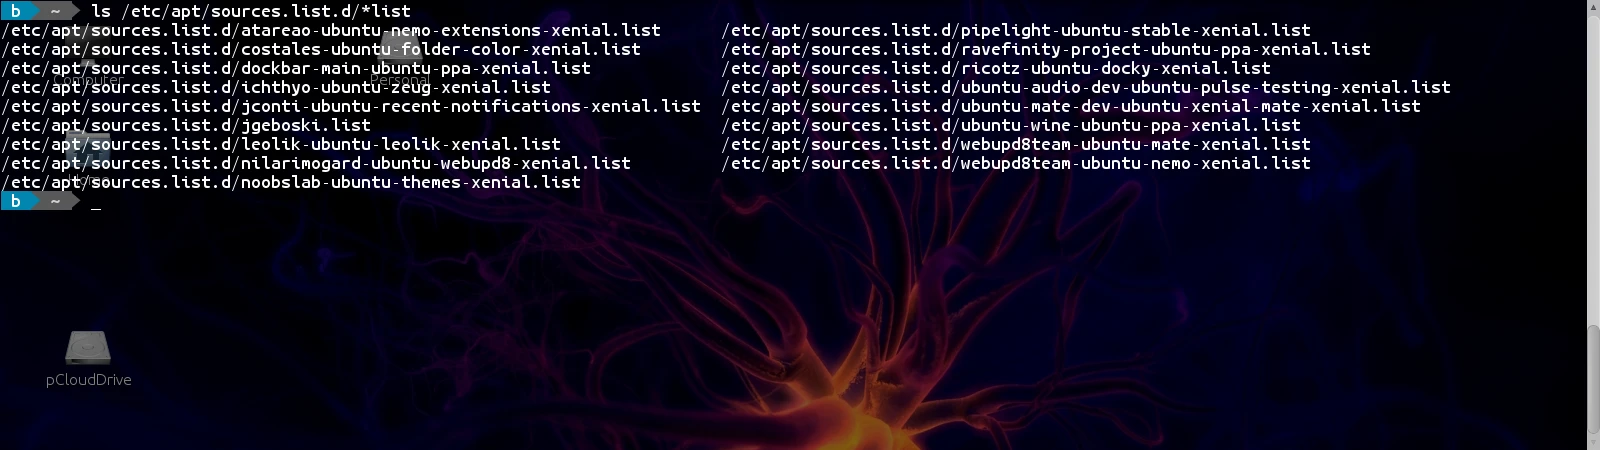 b ~ ls /etc/apt/sources.list.d/*list
/etc/apt/sources.list.d/atareao-ubuntu-nemo-extensions-xenial.list /etc/apt/sources.list.d/pipelight-ubuntu-stable-xenial.list
/etc/apt/sources.list.d/costales-ubuntu-folder-color-xenial.list /etc/apt/sources.list.d/ravefinity-project-ubuntu-ppa-xenial.list
/etc/apt/sources.list.d/dockbar-main-ubuntu-ppa-xenial.list /etc/apt/sources.list.d/ricotz-ubuntu-docky-xenial.list
Computer Personal
/etc/apt/sources.list.d/ichthyo-ubuntu-zeug-xenial.list /etc/apt/sources.list.d/ubuntu-audio-dev-ubuntu-pulse-testing-xenial.list
/etc/apt/sources.list.d/jconti-ubuntu-recent-notifications-xenial.list /etc/apt/sources.list.d/ubuntu-mate-dev-ubuntu-xenial-mate-xenial.list
/etc/apt/sources.list.d/jgeboski.list /etc/apt/sources.list.d/ubuntu-wine-ubuntu-ppa-xenial.list
/etc/apt/sources.list.d/leolik-ubuntu-leolik-xenial.list /etc/apt/sources.list.d/webupd8team-ubuntu-mate-xenial.list
/etc/apt/sources.list.d/nilarimogard-ubuntu-webupd8-xenial.list /etc/apt/sources.list.d/webupd8team-ubuntu-nemo-xenial.list
/etc/apt/sources.list.d/noobslab-ubuntu-themes-xenial.list
b ~ _
pCloudDrive